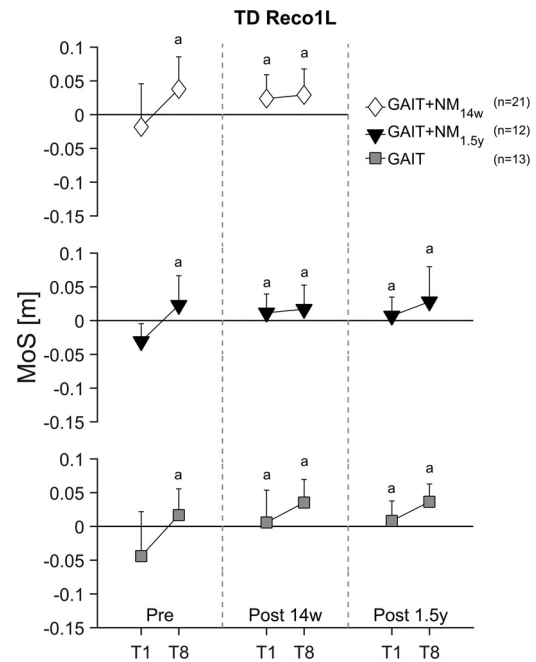 TD Reco1L
0.1
0.05
0
-0.05
-0.1
-0.15
a
a
a
GAIT+NM14w (n=21)
GAIT+NM1.5y (n=12)
GAIT (n=13)
MoS [m]
0.1
0.05
0
-0.05
-0.1
-0.15
a
a
a
a
a
0.1
0.05
0
-0.05
-0.1
-0.15
a
a
a
a
a
Pre
Post 14w
Post 1.5y
T1 T8 T1 T8 T1 T8